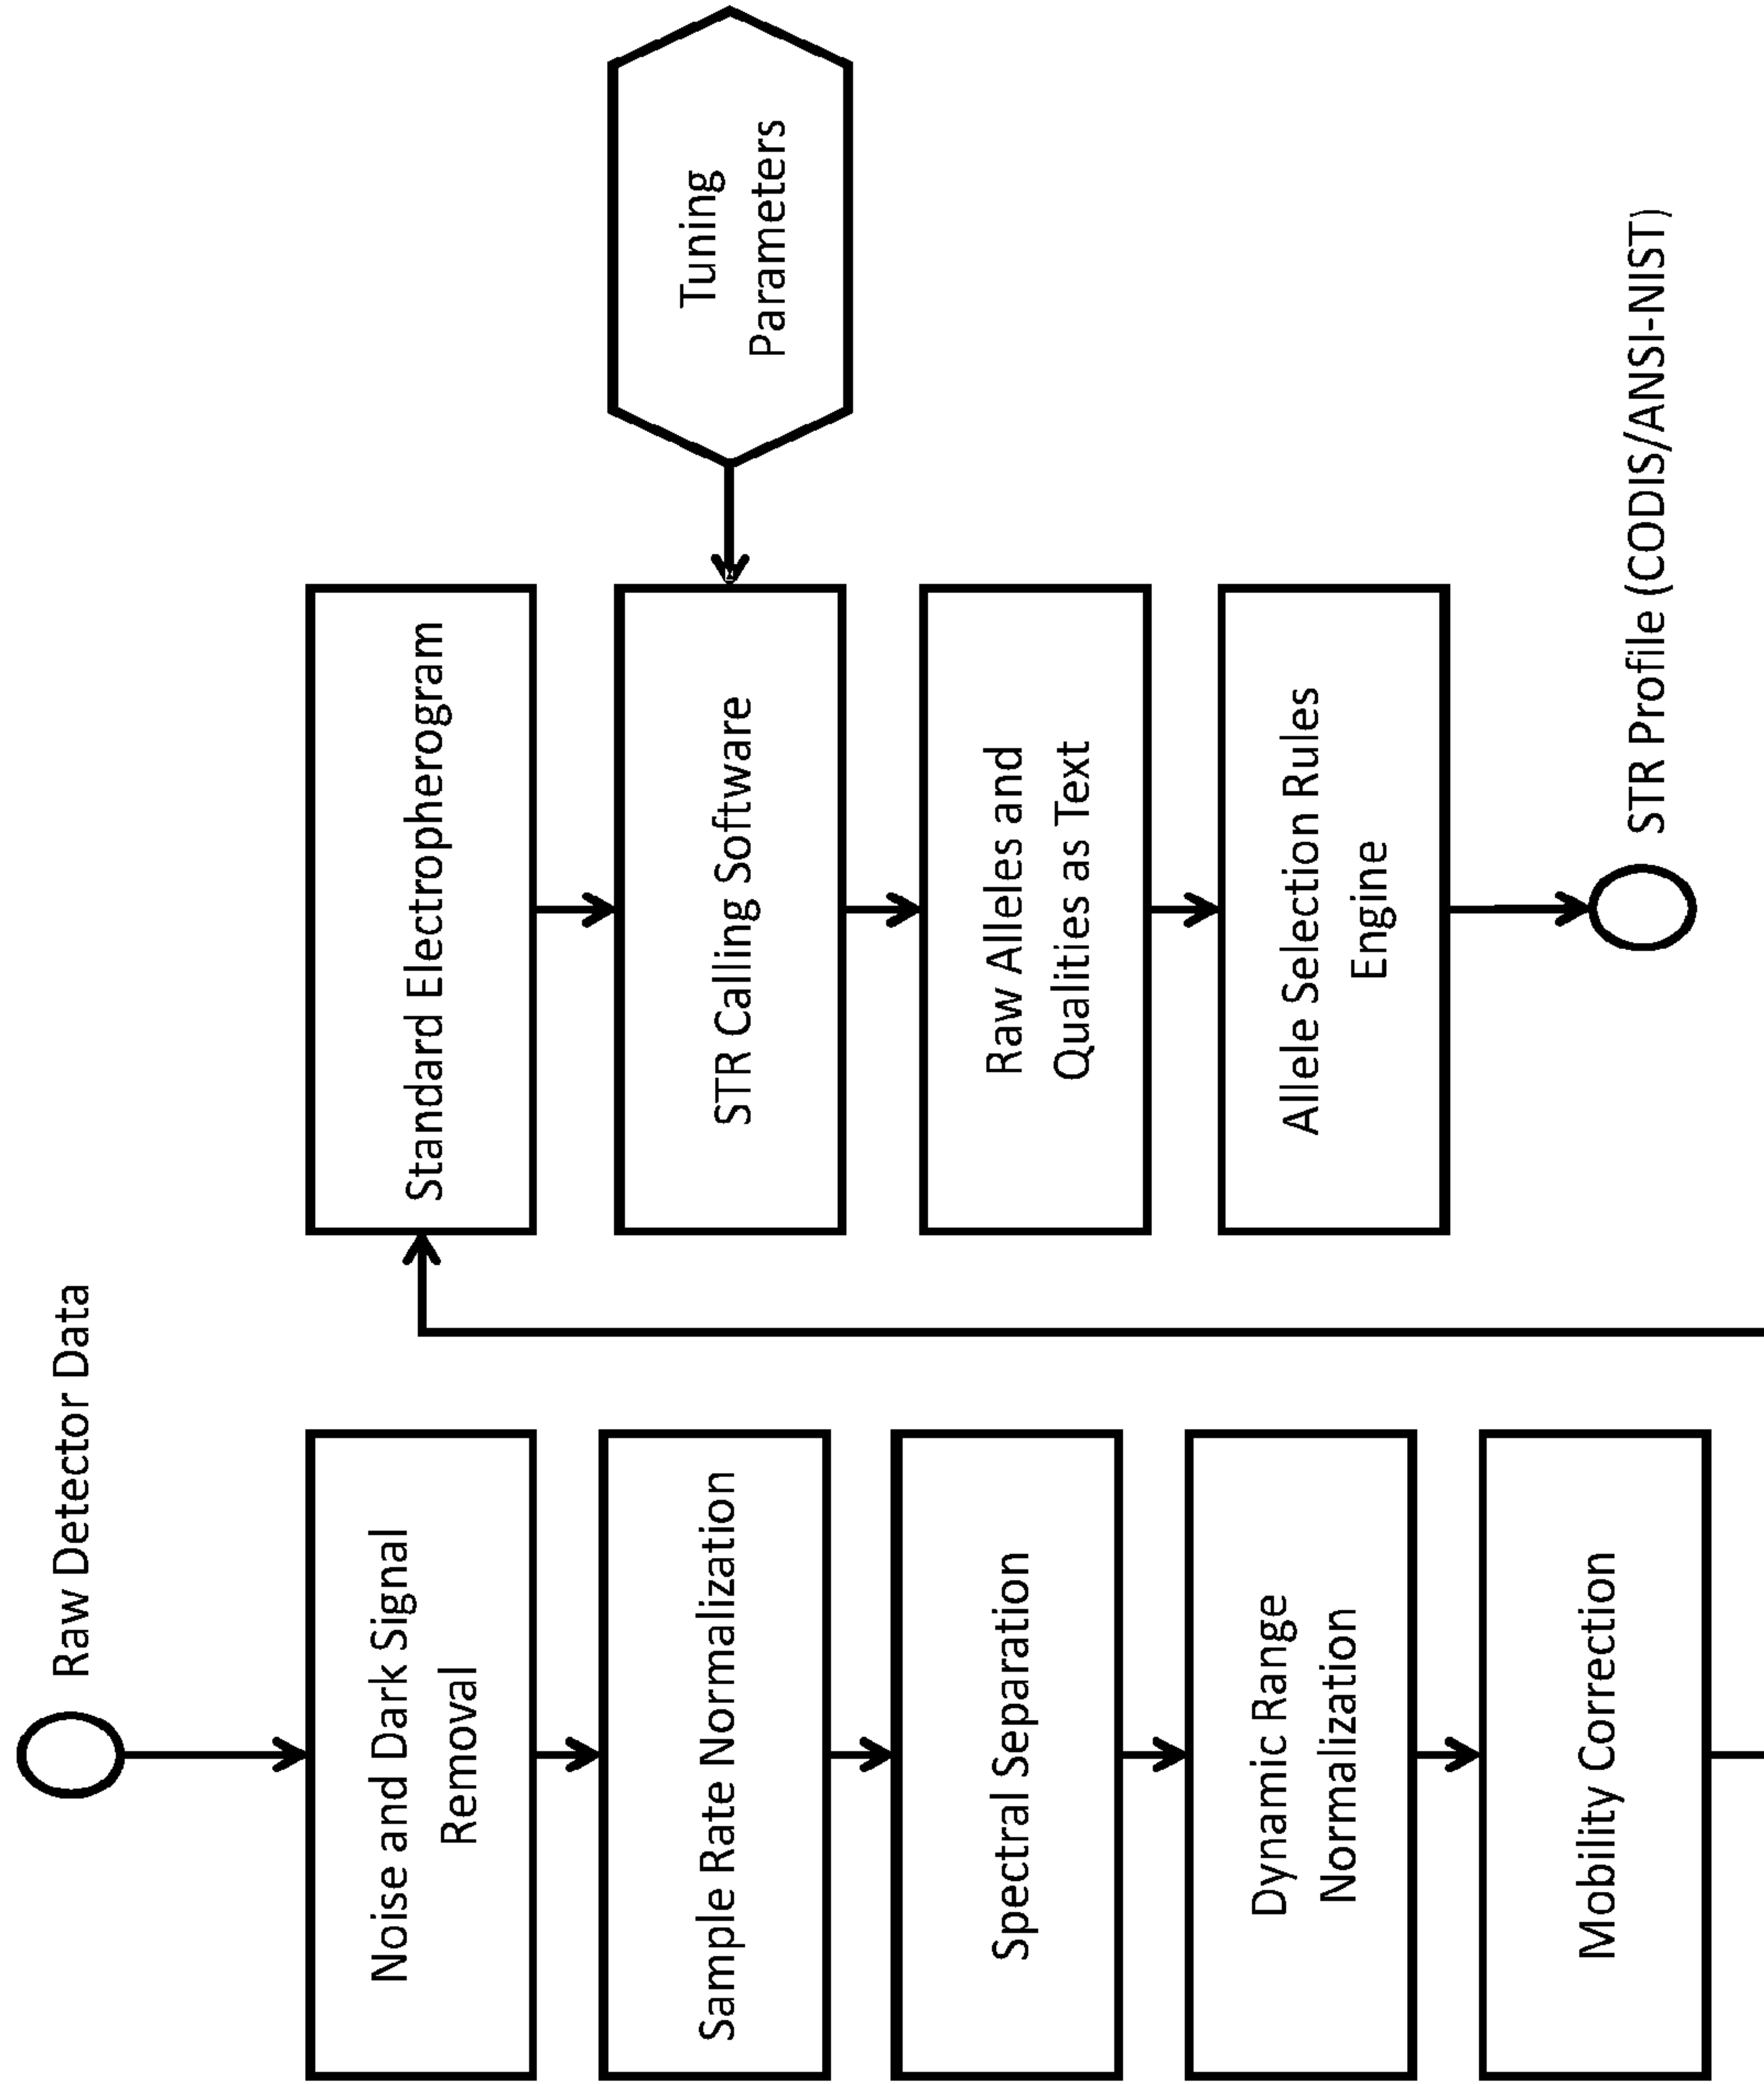 Raw Detector Data
Noise and Dark Signal
Removal
Sample Rate Normalization
Spectral Separation
Dynamic Range
Normalization
Mobility Correction
Standard Electropherogram
STR Calling Software
Tuning
Parameters
Raw Alleles and
Qualities as Text
Allele Selection Rules
Engine
STR Profile (CODIS/ANSI-NIST)